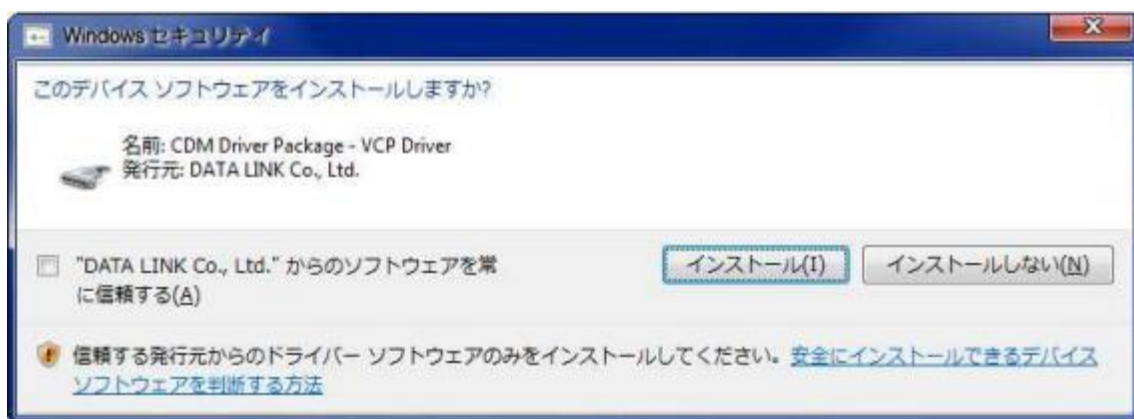 Windows セキュリティ
このデバイス ソフトウェアをインストールしますか?
名前: CDM Driver Package - VCP Driver
発行元: DATA LINK Co., Ltd.
"DATA LINK Co., Ltd." からのソフトウェアを常
に信頼する(A)
インストール(I)
インストールしない(N)
信頼する発行元からのドライバー ソフトウェアのみをインストールしてください。安全にインストールできるデバイス
ソフトウェアを判断する方法